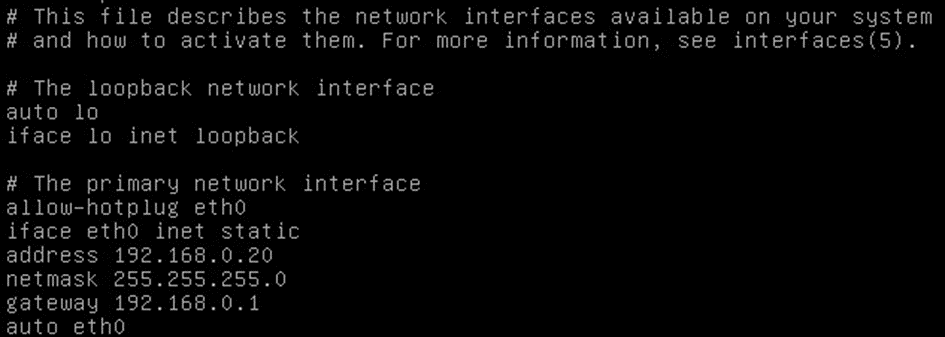 # This file describes the network interfaces available on your system
# and how to activate them. For more information, see interfaces(5).
# The loopback network interface
auto lo
iface lo inet loopback
# The primary network interface
allow-hotplug eth0
iface eth0 inet static
address 192.168.0.20
netmask 255.255.255.0
gateway 192.168.0.1
auto eth0